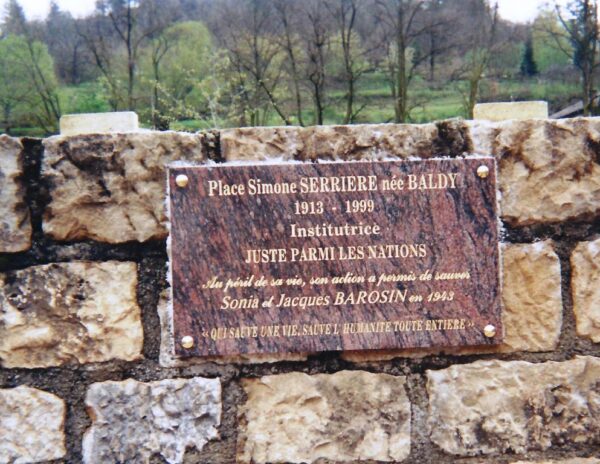 Place Simone SERRIERE née BALDY
1913 - 1999
Institutrice
JUSTE PARMI LES NATIONS
Au péril de sa vie, son action a permis de sauver
Sonia et Jacques BAROSIN en 1943
« QUI SAUVE UNE VIE, SAUVE L'HUMANITE TOUTE ENTIERE »